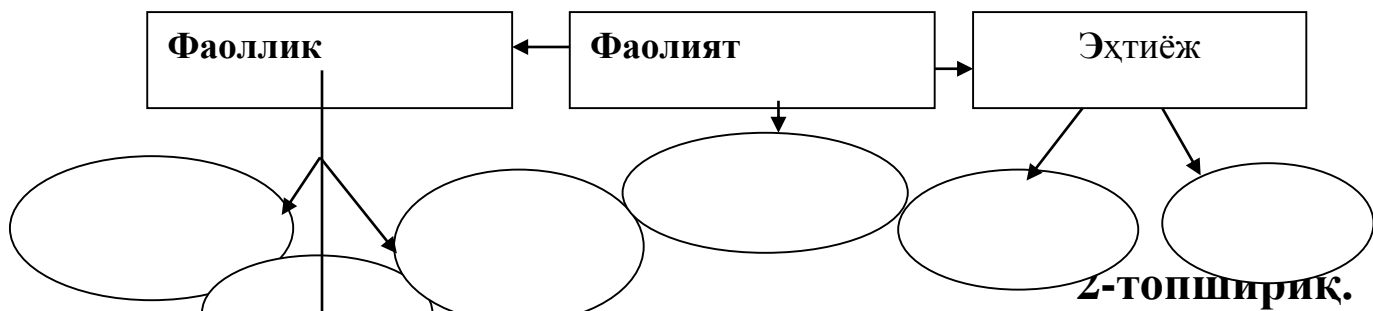 Фаоллик
Фаолият
Эҳтиёж
2-топшириқ.